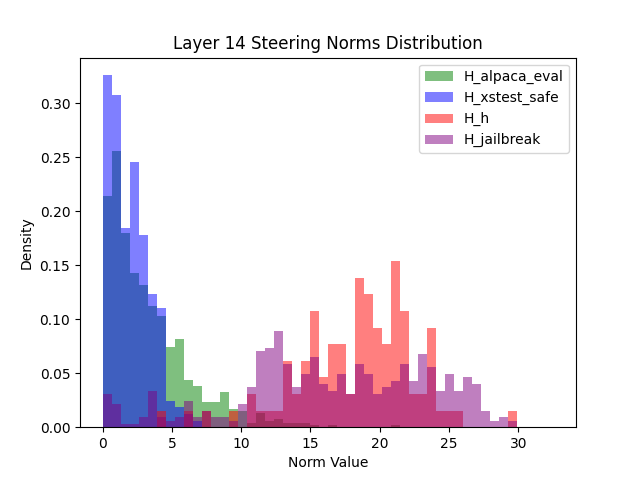 Layer 14 Steering Norms Distribution
H_alpaca_eval
H_xstest_safe
H_h
H_jailbreak
Density
0.30
0.25
0.20
0.15
0.10
0.05
0.00
0 5 10 15 20 25 30
Norm Value